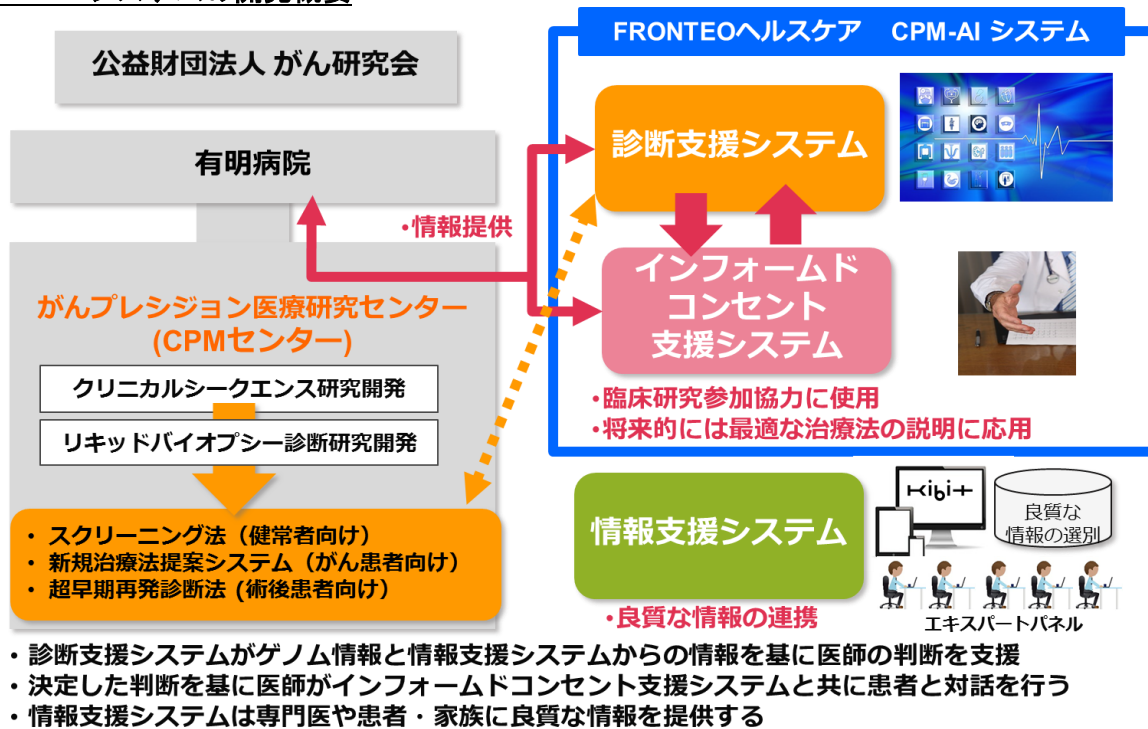 公益財団法人 がん研究会
有明病院
・情報提供
がんプレシジョン医療研究センター
(CPMセンター)
クリニカルシークエンス研究開発
リキッドバイオプシー診断研究開発
・ スクリーニング法（健常者向け）
・ 新規治療法提案システム（がん患者向け）
・ 超早期再発診断法 (術後患者向け）
FRONTEOヘルスケア CPM-AI システム
診断支援システム
インフォームド
コンセント
支援システム
・臨床研究参加協力に使用
・将来的には最適な治療法の説明に応用
情報支援システム
・良質な情報の連携
Kibit
良質な
情報の選別
エキスパートパネル
・ 診断支援システムがゲノム情報と情報支援システムからの情報を基に医師の判断を支援
・ 決定した判断を基に医師がインフォームドコンセント支援システムと共に患者と対話を行う
・ 情報支援システムは専門医や患者・家族に良質な情報を提供する